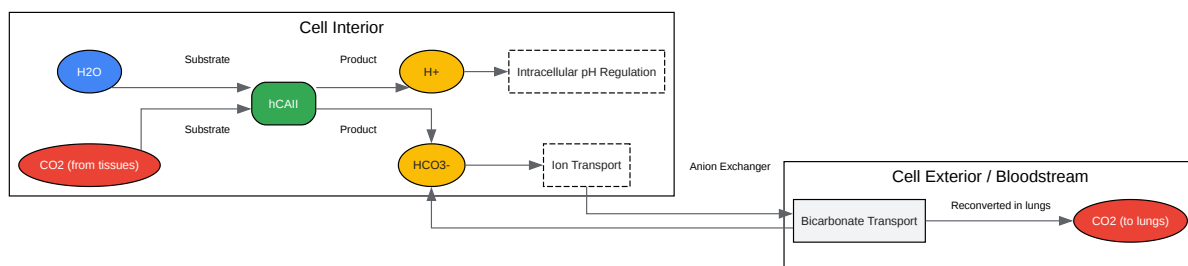 Cell Interior
H2O
Substrate
Product
H+
Intracellular pH Regulation
hCAII
CO2 (from tissues)
Substrate
Product
HCO3-
Ion Transport
Anion Exchanger
Cell Exterior / Bloodstream
Bicarbonate Transport
Reconverted in lungs
CO2 (to lungs)